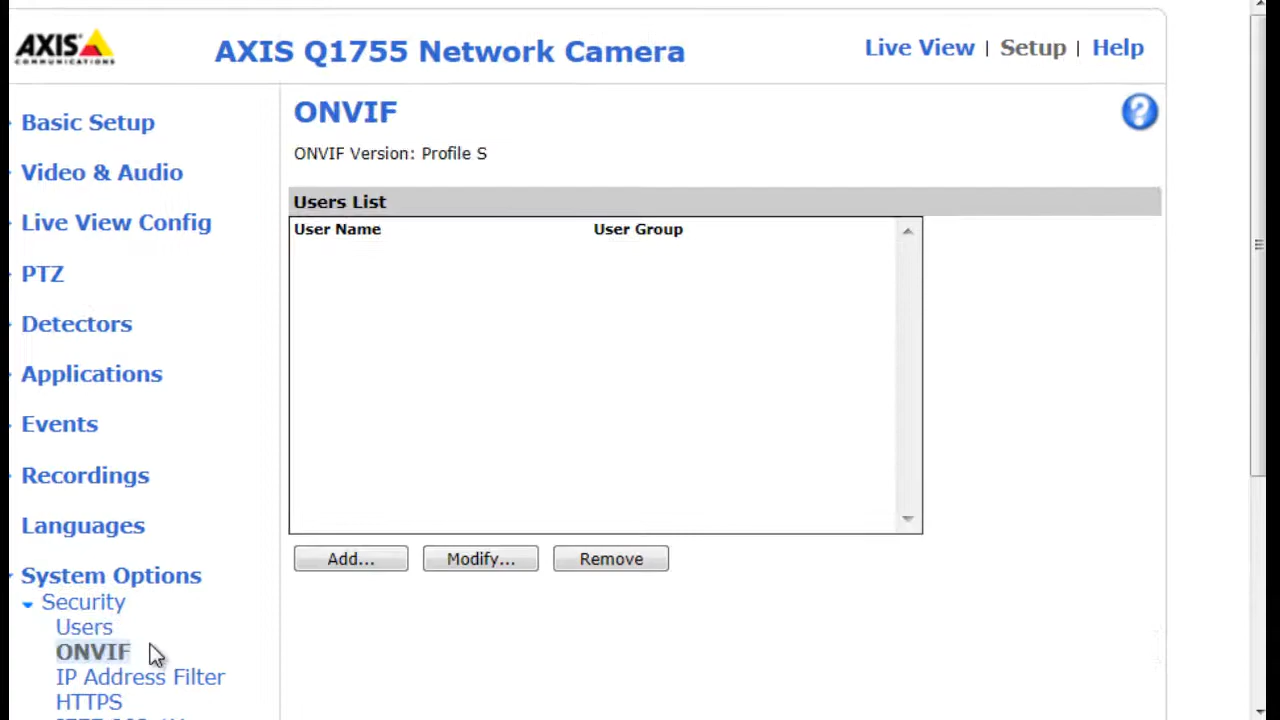 AXIS
COMMUNICATIONS
AXIS Q1755 Network Camera
Live View | Setup | Help
Basic Setup
Video & Audio
Live View Config
PTZ
Detectors
Applications
Events
Recordings
Languages
System Options
Security
Users
ONVIF
IP Address Filter
HTTPS
ONVIF
ONVIF Version: Profile S
Users List
User Name User Group
Add... Modify... Remove